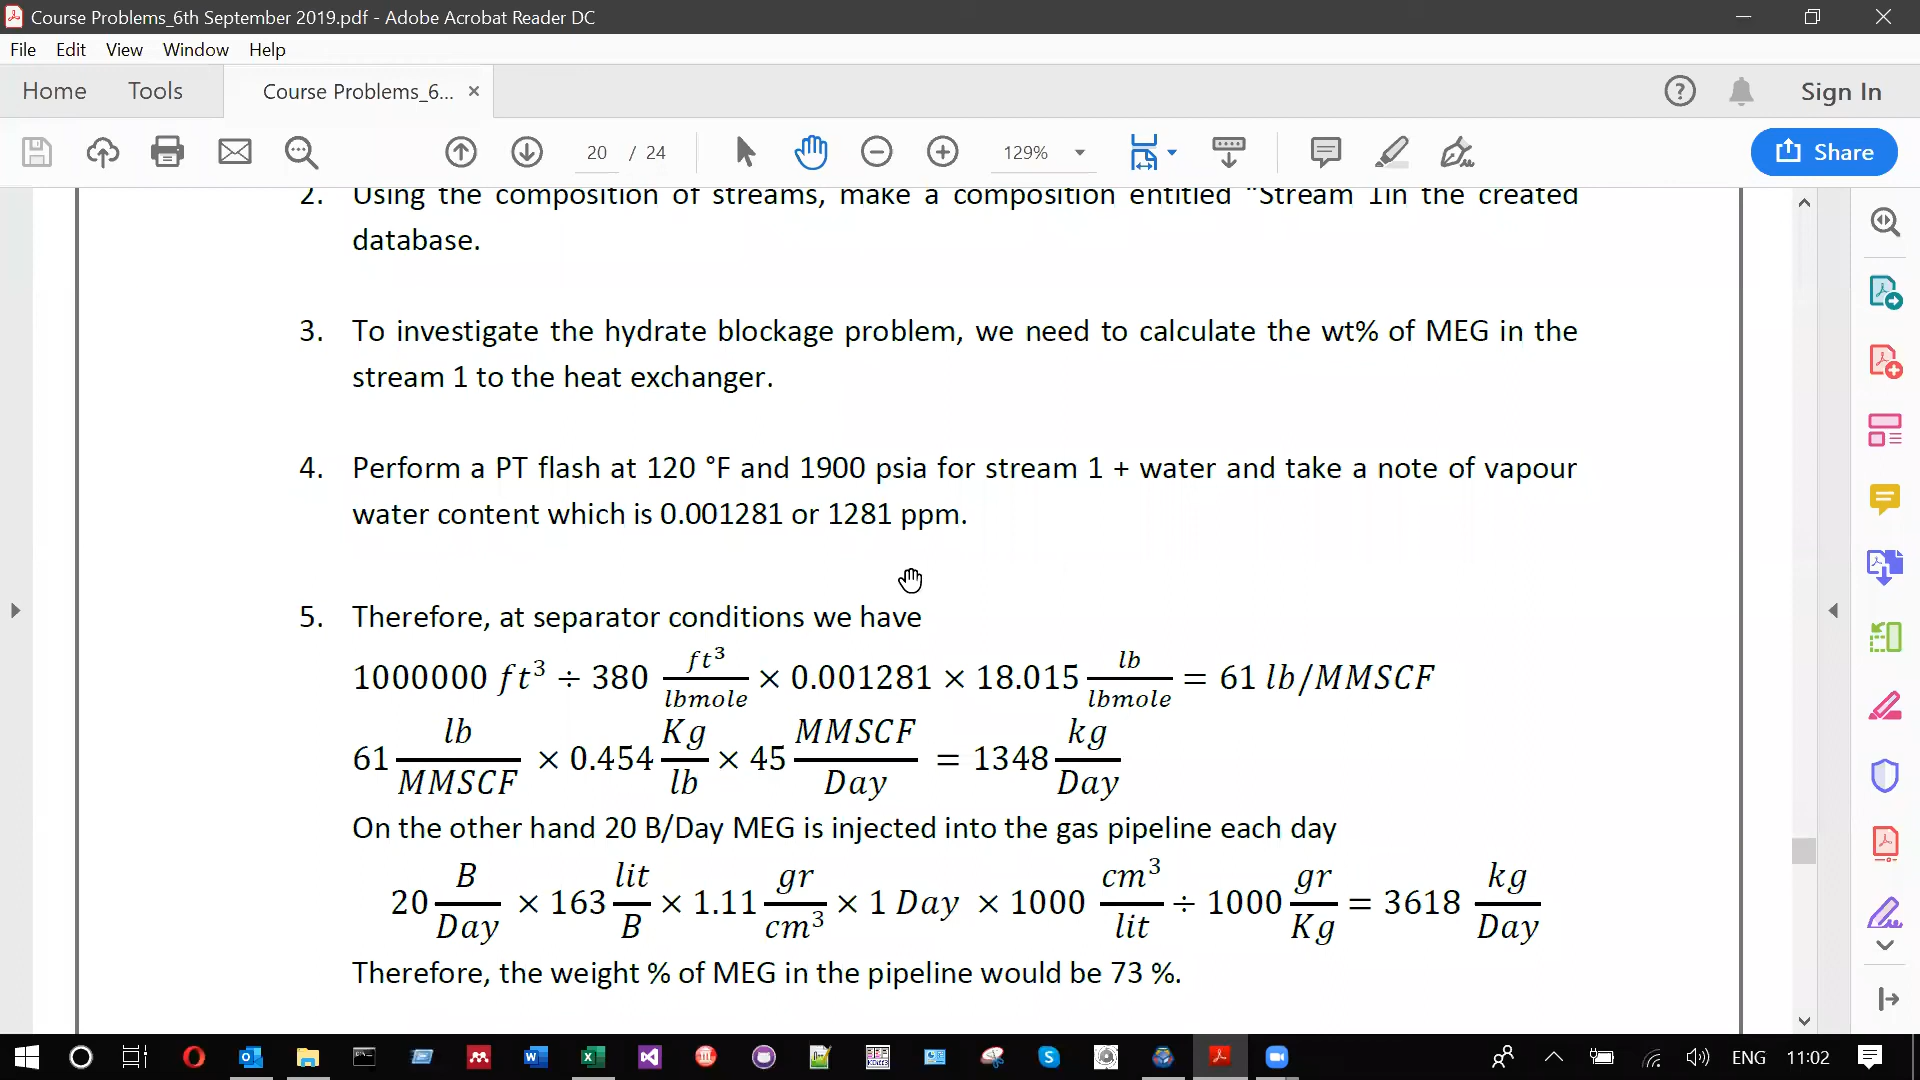 Course Problems_6th September 2019.pdf - Adobe Acrobat Reader DC
File Edit View Window Help
Home Tools Course Problems_6... × Sign In
20 / 24 129% Share
2. Using the composition of streams, make a composition entitled "Stream 1in the created
database.
3. To investigate the hydrate blockage problem, we need to calculate the wt% of MEG in the
stream 1 to the heat exchanger.
4. Perform a PT flash at 120 °F and 1900 psia for stream 1 + water and take a note of vapour
water content which is 0.001281 or 1281 ppm.
5. Therefore, at separator conditions we have
1000000 ft³ ÷ 380 ft³/lbmole × 0.001281 × 18.015 lb/lbmole = 61 lb/MMSCF
61 lb/MMSCF × 0.454 Kg/lb × 45 MMSCF/Day = 1348 kg/Day
On the other hand 20 B/Day MEG is injected into the gas pipeline each day
20 B/Day × 163 lit/B × 1.11 gr/cm³ × 1 Day × 1000 cm³/lit ÷ 1000 gr/Kg = 3618 kg/Day
Therefore, the weight % of MEG in the pipeline would be 73 %.
ENG 11:02